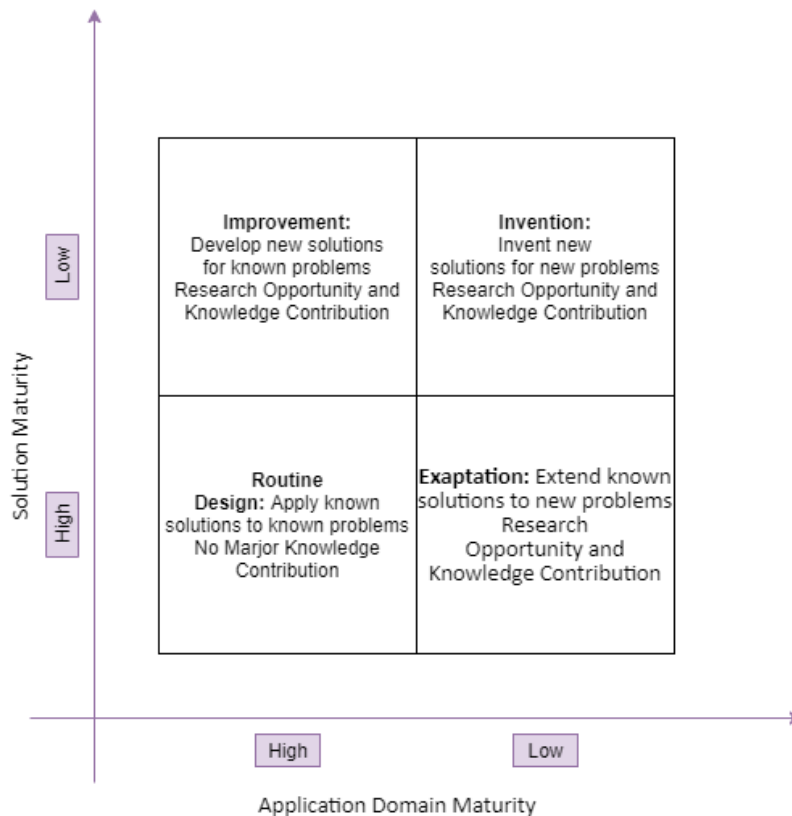 Improvement:
Develop new solutions
for known problems
Research Opportunity and
Knowledge Contribution
Invention:
Invent new
solutions for new problems
Research Opportunity and
Knowledge Contribution
Low
Solution Maturity
High
Routine
Design: Apply known
solutions to known problems
No Marjor Knowledge
Contribution
Exaptation: Extend known
solutions to new problems
Research
Opportunity and
Knowledge Contribution
High
Low
Application Domain Maturity